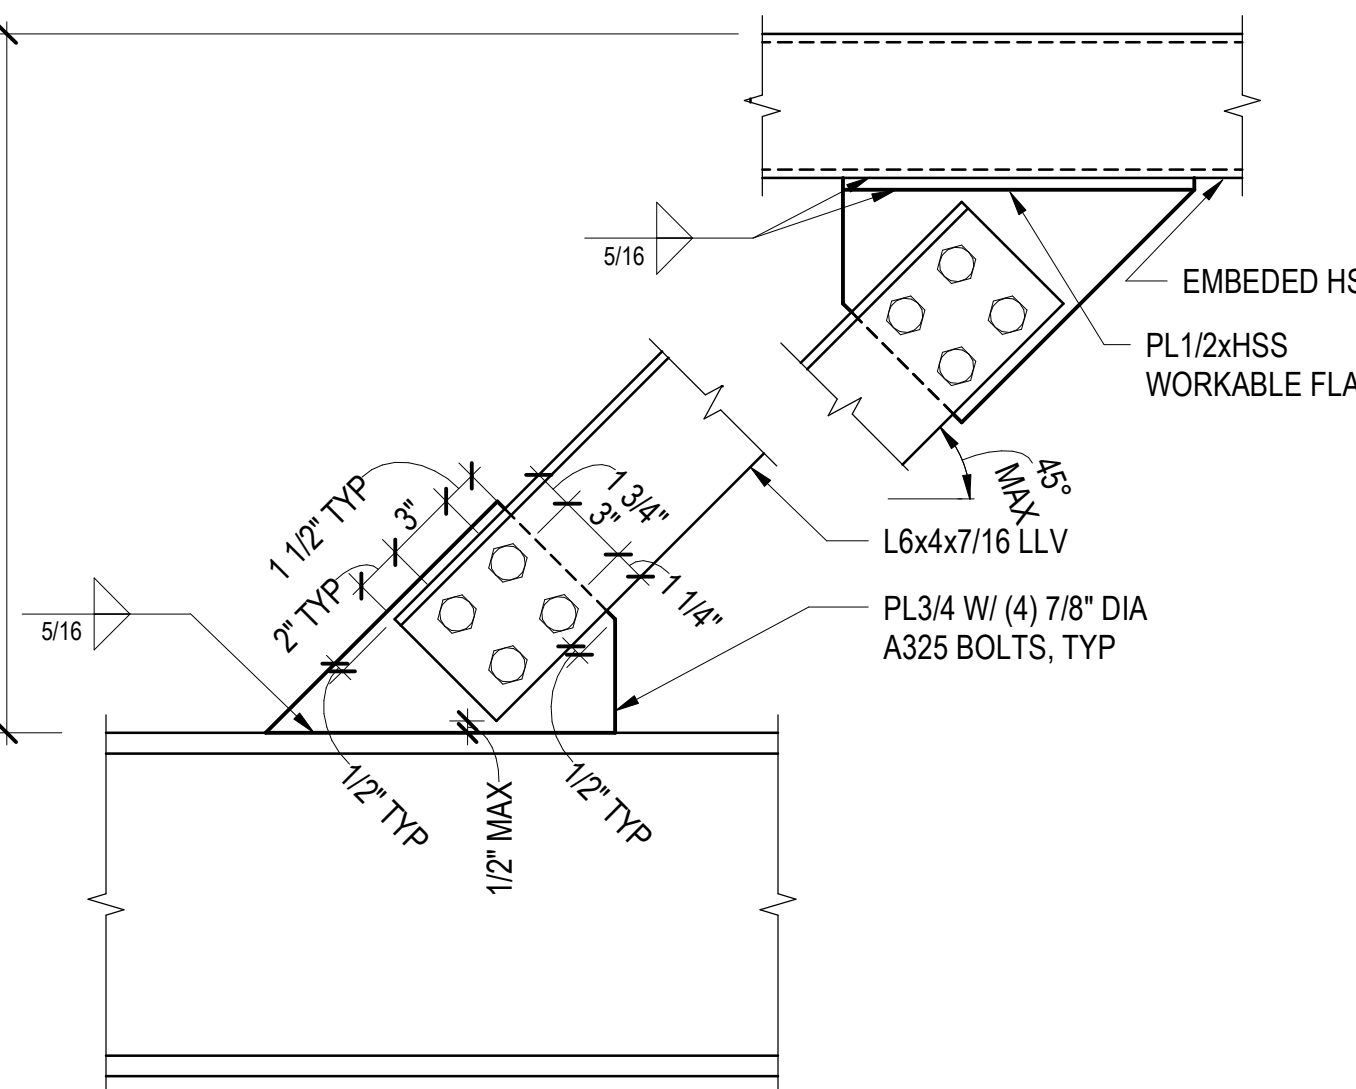 5/16
EMBEDED HS
PL1/2xHSS
WORKABLE FLA
45°
MAX
1 1/2" TYP
3"
2" TYP
1 3/4"
3"
1 1/4"
L6x4x7/16 LLV
PL3/4 W/ (4) 7/8" DIA
A325 BOLTS, TYP
5/16
1/2" TYP
1/2" MAX
1/2" TYP